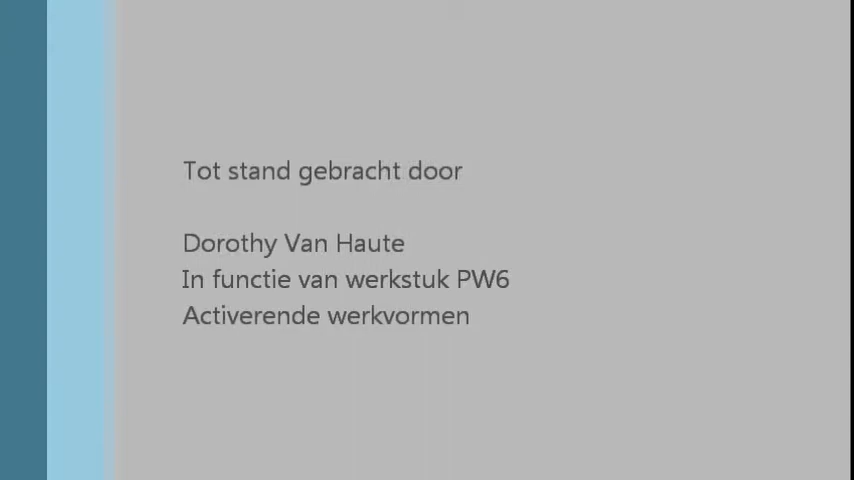 Tot stand gebracht door
Dorothy Van Haute
In functie van werkstuk PW6
Activerende werkvormen